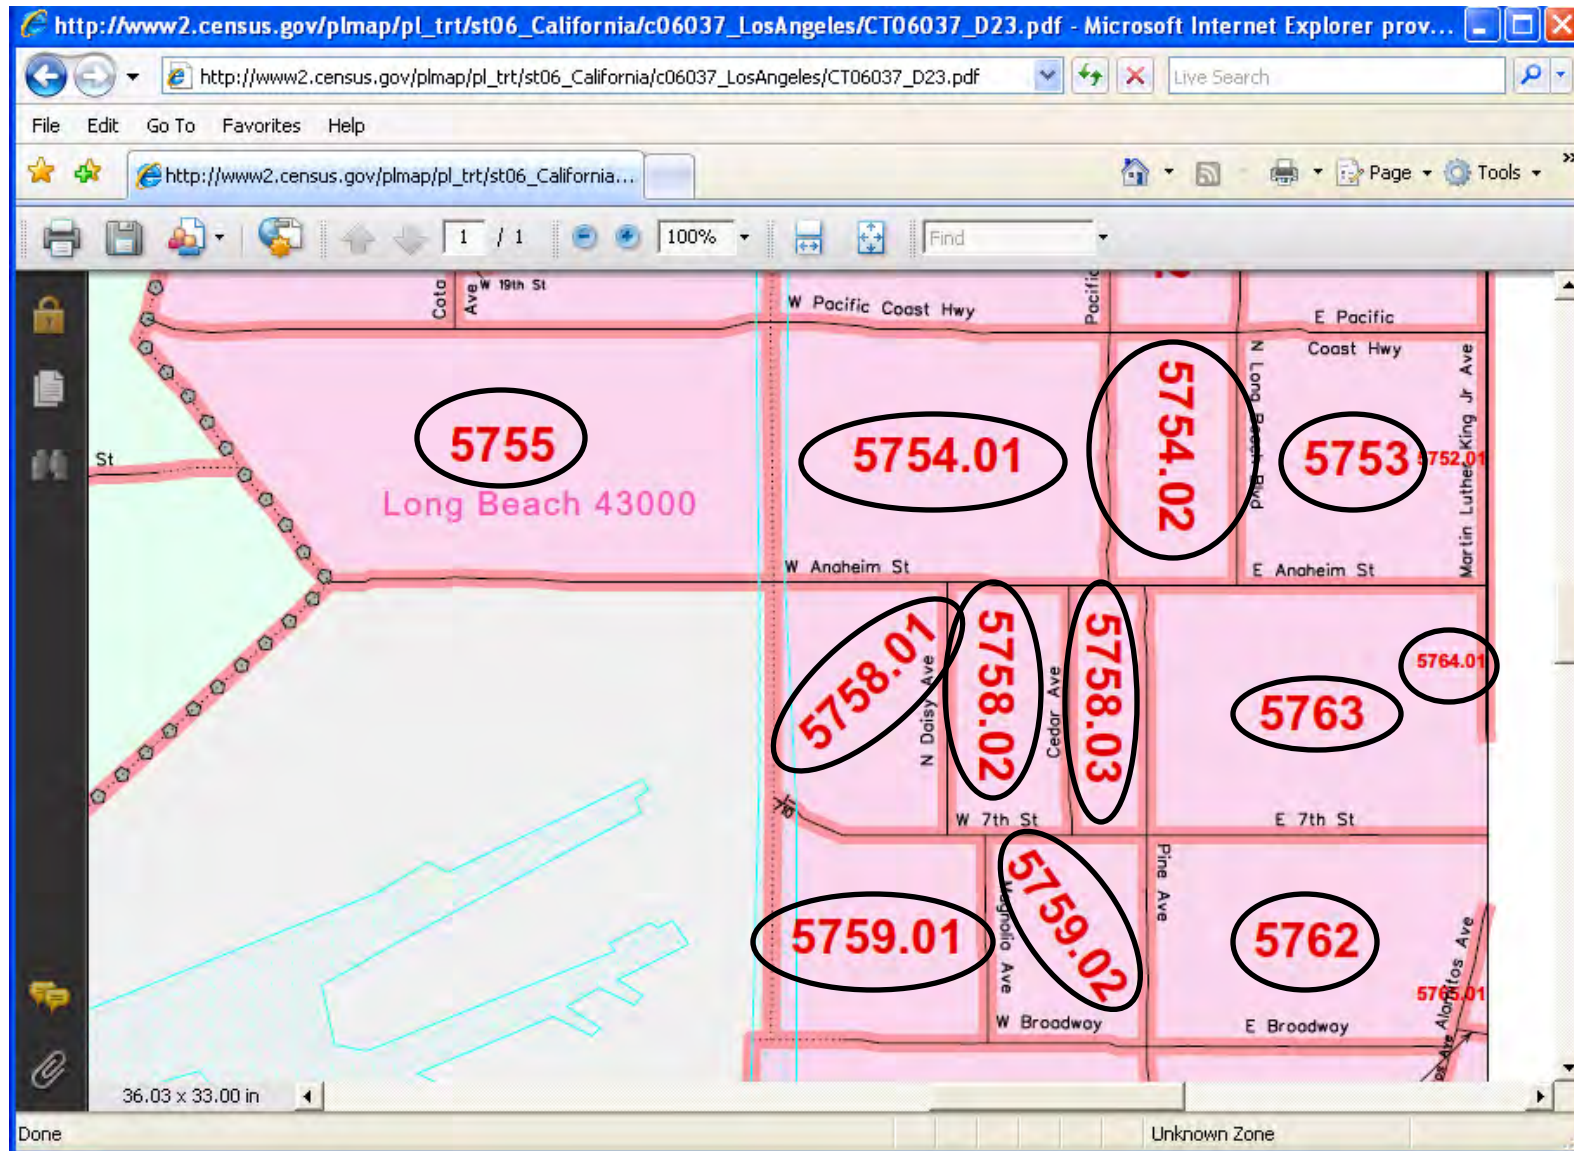 http://www2.census.gov/plmap/pl_trt/st06_California/c06037_LosAngeles/CT06037_D23.pdf - Microsoft Internet Explorer prov...
http://www2.census.gov/plmap/pl_trt/st06_California/c06037_LosAngeles/CT06037_D23.pdf
Live Search
File Edit Go To Favorites Help
http://www2.census.gov/plmap/pl_trt/st06_California...
Page Tools »
1 / 1 100% Find
Coto
Ave
W 19th St
W Pacific Coast Hwy
Pacific
2
E Pacific
Coast Hwy
St
5755
Long Beach 43000
5754.01
5754.02
N Long Beach Blvd
5753
5752.01
Martin Luther King Jr Ave
W Anaheim St
E Anaheim St
5758.01
N Daisy Ave
5758.02
Cedar Ave
5758.03
5763
5764.01
710
W 7th St
E 7th St
5759.01
Magnolia Ave
5759.02
Pine Ave
5762
5765.01
Alamitos Ave
os Ave
W Broadway
E Broadway
36.03 x 33.00 in
Done
Unknown Zone